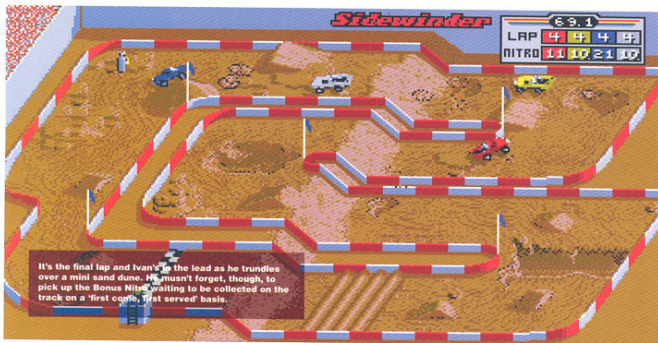 Sidewinder
69.1
LAP 4 4 4 4
NITRO 11 10 21 10
It's the final lap and Ivan's in the lead as he trundles
over a mini sand dune. He musn't forget, though, to
pick up the Bonus Nitro waiting to be collected on the
track on a 'first come, first served' basis.